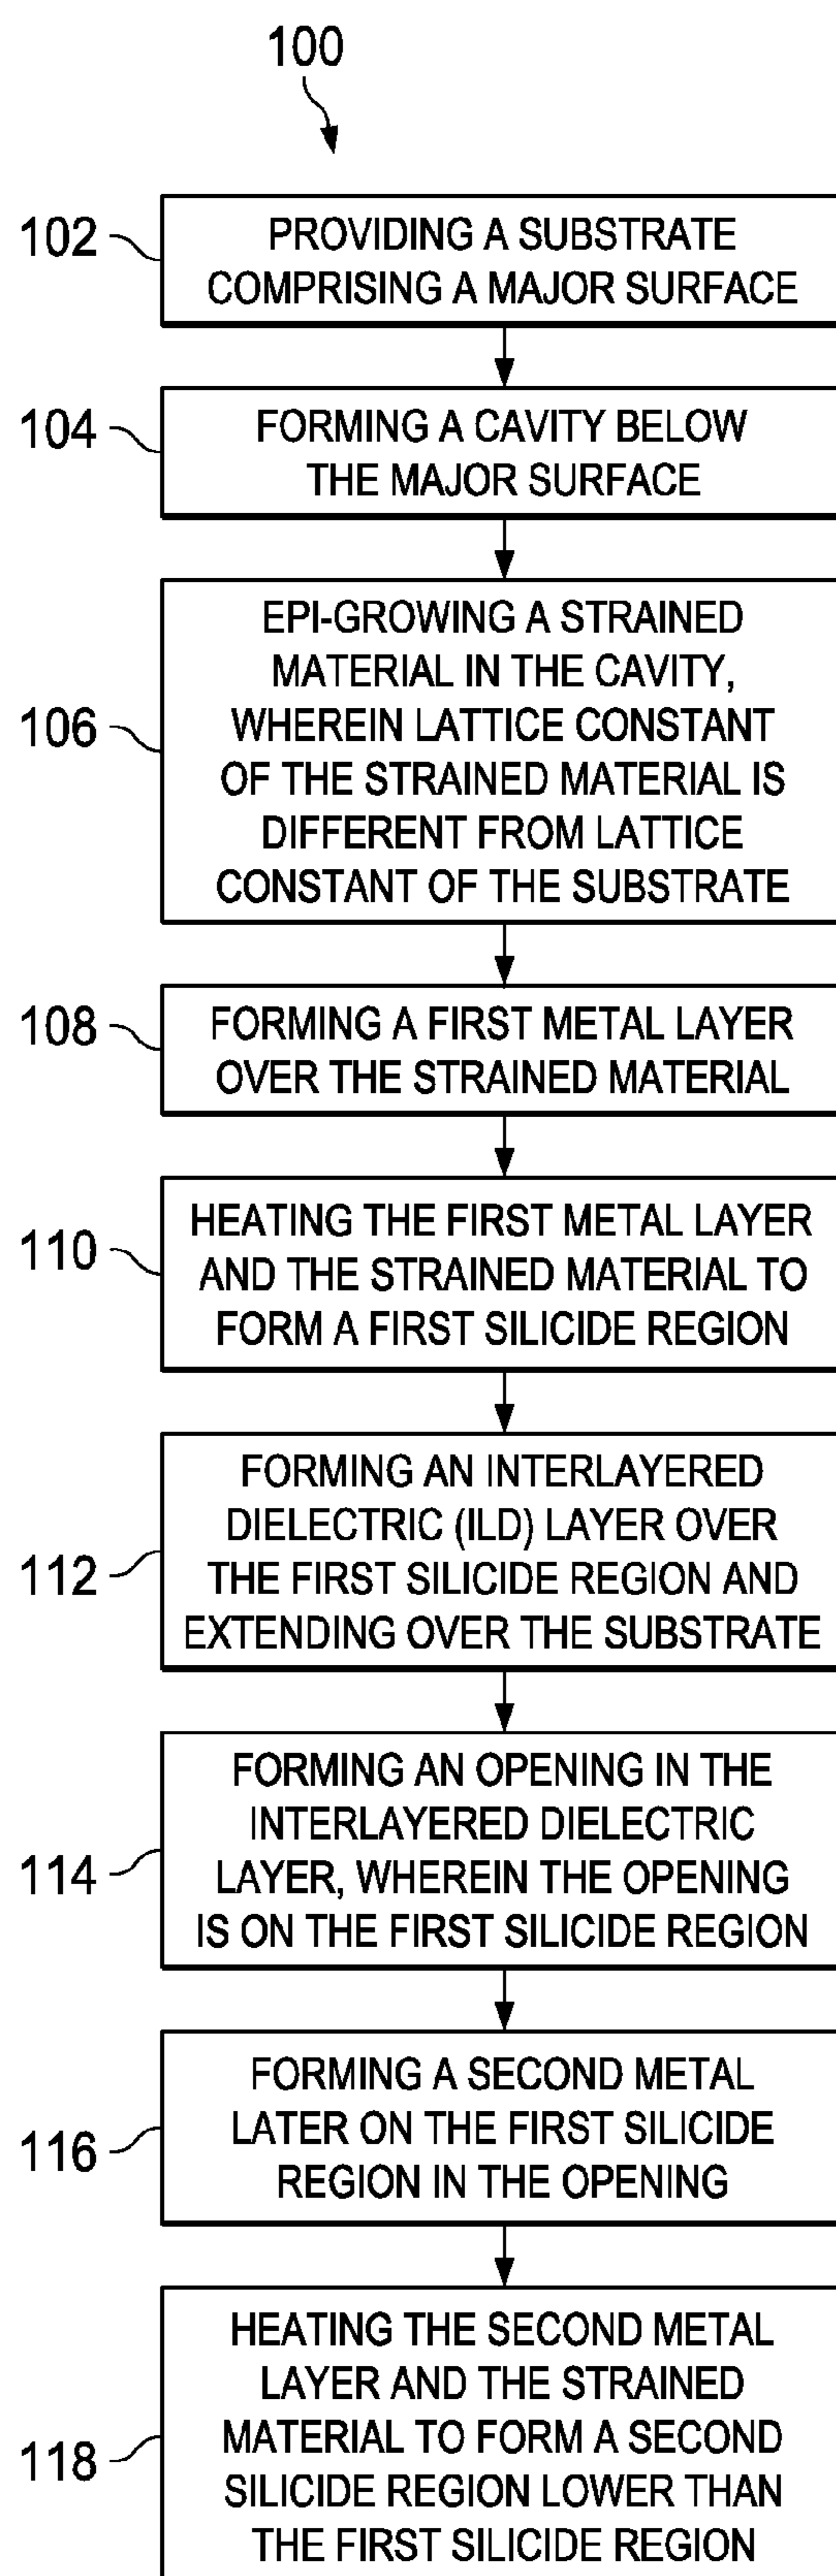 100
102
PROVIDING A SUBSTRATE
COMPRISING A MAJOR SURFACE
104
FORMING A CAVITY BELOW
THE MAJOR SURFACE
106
EPI-GROWING A STRAINED
MATERIAL IN THE CAVITY,
WHEREIN LATTICE CONSTANT
OF THE STRAINED MATERIAL IS
DIFFERENT FROM LATTICE
CONSTANT OF THE SUBSTRATE
108
FORMING A FIRST METAL LAYER
OVER THE STRAINED MATERIAL
110
HEATING THE FIRST METAL LAYER
AND THE STRAINED MATERIAL TO
FORM A FIRST SILICIDE REGION
112
FORMING AN INTERLAYERED
DIELECTRIC (ILD) LAYER OVER
THE FIRST SILICIDE REGION AND
EXTENDING OVER THE SUBSTRATE
114
FORMING AN OPENING IN THE
INTERLAYERED DIELECTRIC
LAYER, WHEREIN THE OPENING
IS ON THE FIRST SILICIDE REGION
116
FORMING A SECOND METAL
LATER ON THE FIRST SILICIDE
REGION IN THE OPENING
118
HEATING THE SECOND METAL
LAYER AND THE STRAINED
MATERIAL TO FORM A SECOND
SILICIDE REGION LOWER THAN
THE FIRST SILICIDE REGION